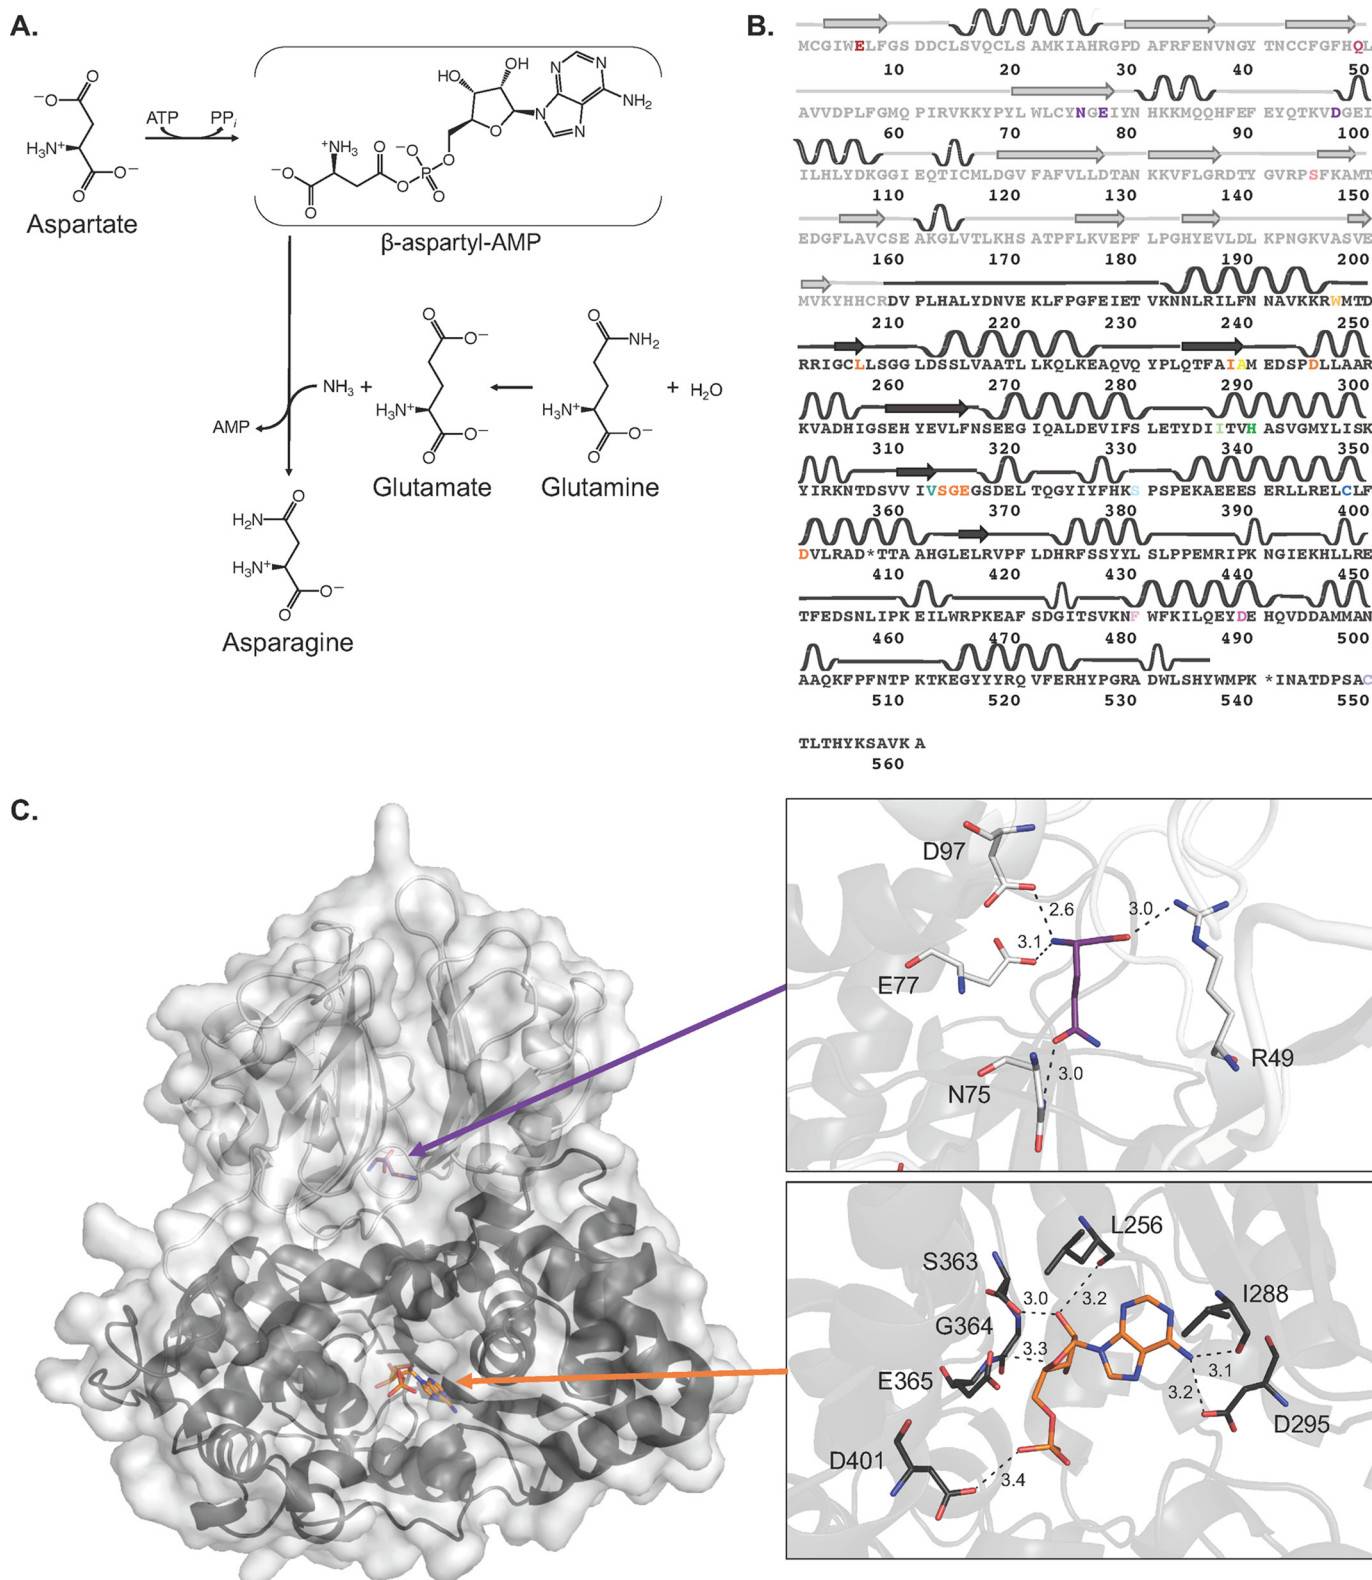 A.
O
−O
O
H₃N⁺
O−
O
Aspartate
ATP
PPᵢ
HO
OH
N
N
N
N
NH₂
O
O
⁺NH₃
O
−O
−O
P
O
O
O
β-aspartyl-AMP
AMP
NH₃
+
O
O−
H₃N⁺
O−
O
Glutamate
O
NH₂
H₃N⁺
O−
O
Glutamine
+ H₂O
O
H₂N
H₃N⁺
O−
O
Asparagine
B.
MCGIWELFGS DDCLSVQCLS AMKIAHRGPD AFRFENVNGY TNCCFGFHQL
10 20 30 40 50
AVVDPLFGMQ PIRVKKYPYL WLCYNGEIYN HKKMQQHFEF EYQTKVDGEI
60 70 80 90 100
ILHLYDKGGI EQTICMLDGV FAFVLLDTAN KKVFLGRDTY GVRPSFKAMT
110 120 130 140 150
EDGFLAVCSE AKGLVTLKHS ATPFLKVEPF LPGHYEVLDL KPNGKVASVE
160 170 180 190 200
MVKYHHCRDV PLHALYDNVE KLFPGFEIET VKNNLRILFN NAVKKRWMTD
210 220 230 240 250
RRIGCLLSGG LDSSLVAATL LKQLKEAQVQ YPLQTFAIAM EDSPDLLAAR
260 270 280 290 300
KVADHIGSEH YEVLFNSEEG IQALDEVIFS LETYDIITVH ASVGMYLISK
310 320 330 340 350
YIRKNTDSVV IVSGEGSDEL TQGYIYFHKS PSPEKAEEES ERLLRELCLF
360 370 380 390 400
DVLRAD*TTAA HGLELRVPFL DHRFSSYYLS LPPEMRIPK NGIEKHLLRE
410 420 430 440 450
TFEDSNLIPK EILWRPKEAF SDGITSVKNF WFKILQEYDE HQVDDAMMAN
460 470 480 490 500
AAQKFPFNTP KTKEGYYYRQ VFERHYPGRA DWLSHYWMPK *INATDPSAC
510 520 530 540 550
TLTHYKSAVK A
560
C.
D97
2.6
3.0
3.1
E77
N75
3.0
R49
L256
S363
3.0
3.2
I288
G364
3.3
3.1
E365
3.2
D295
D401
3.4